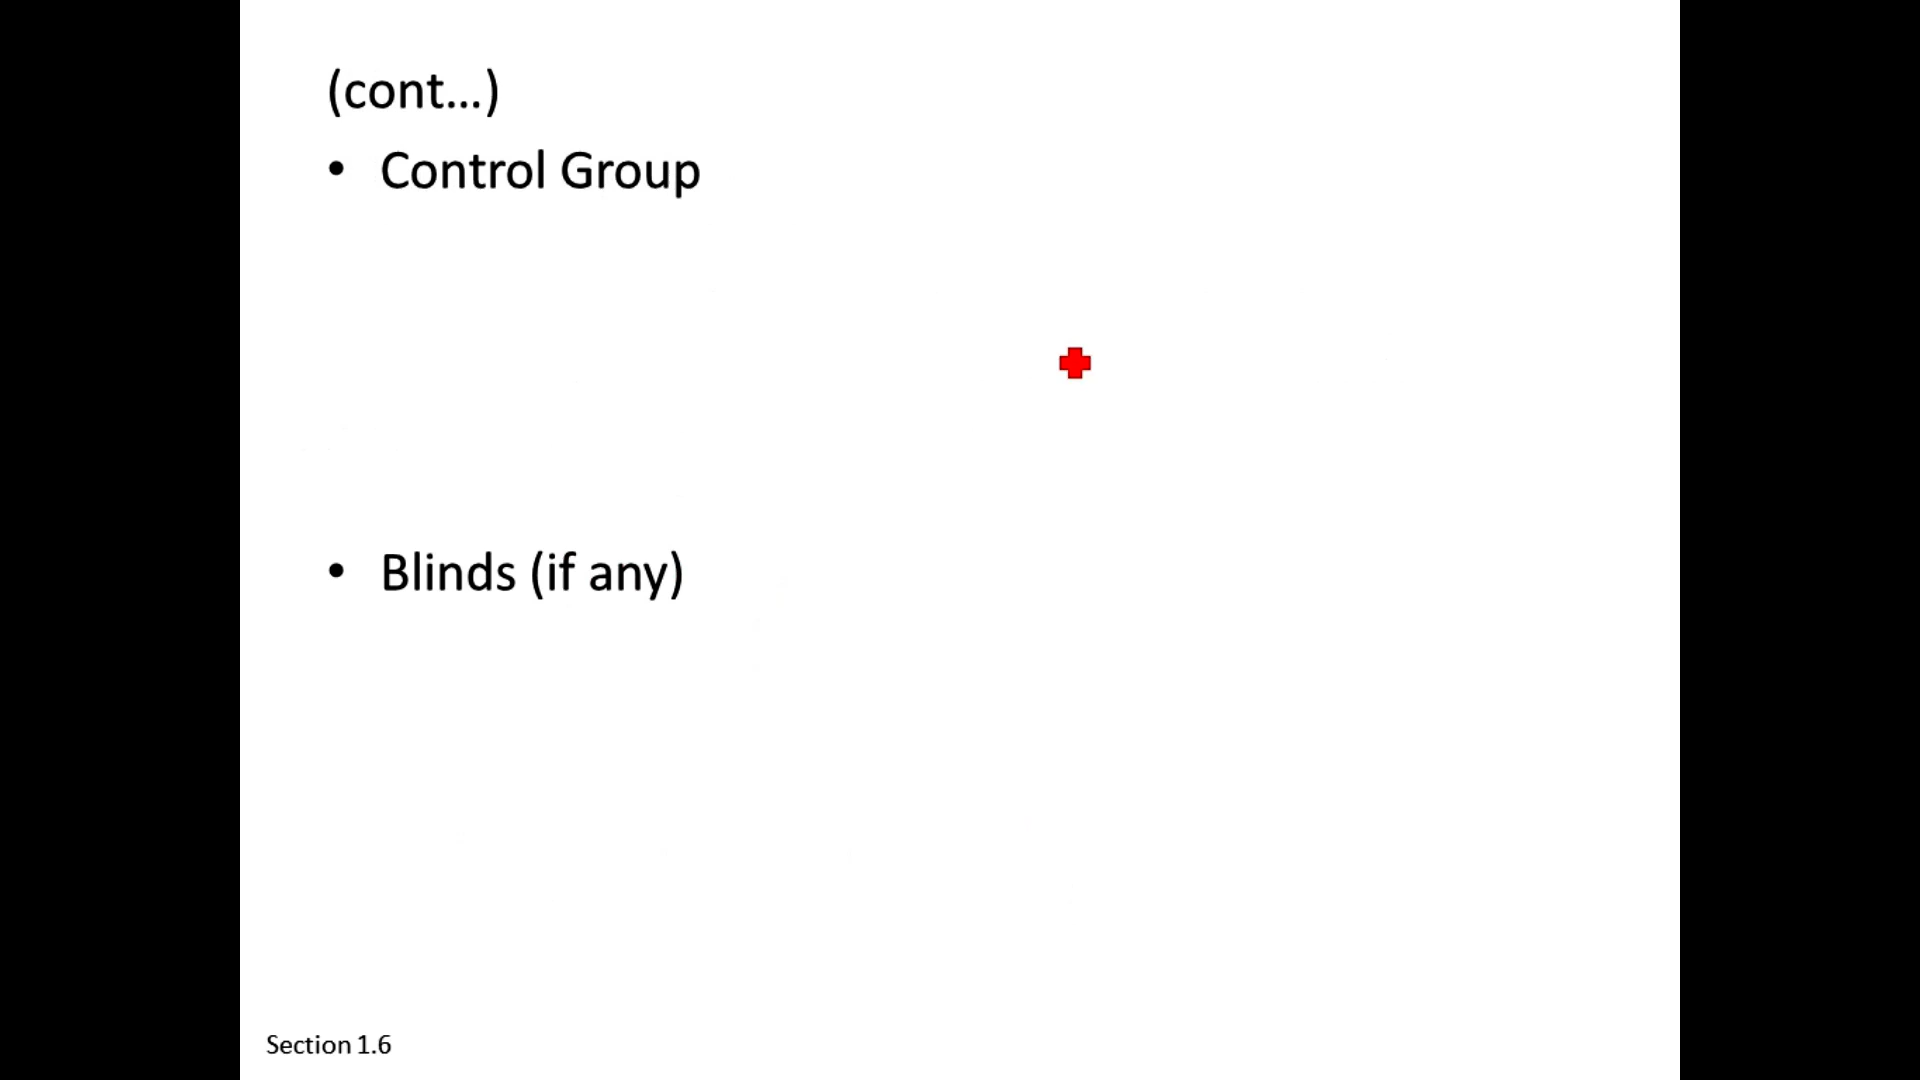 (cont...)
• Control Group
• Blinds (if any)
Section 1.6